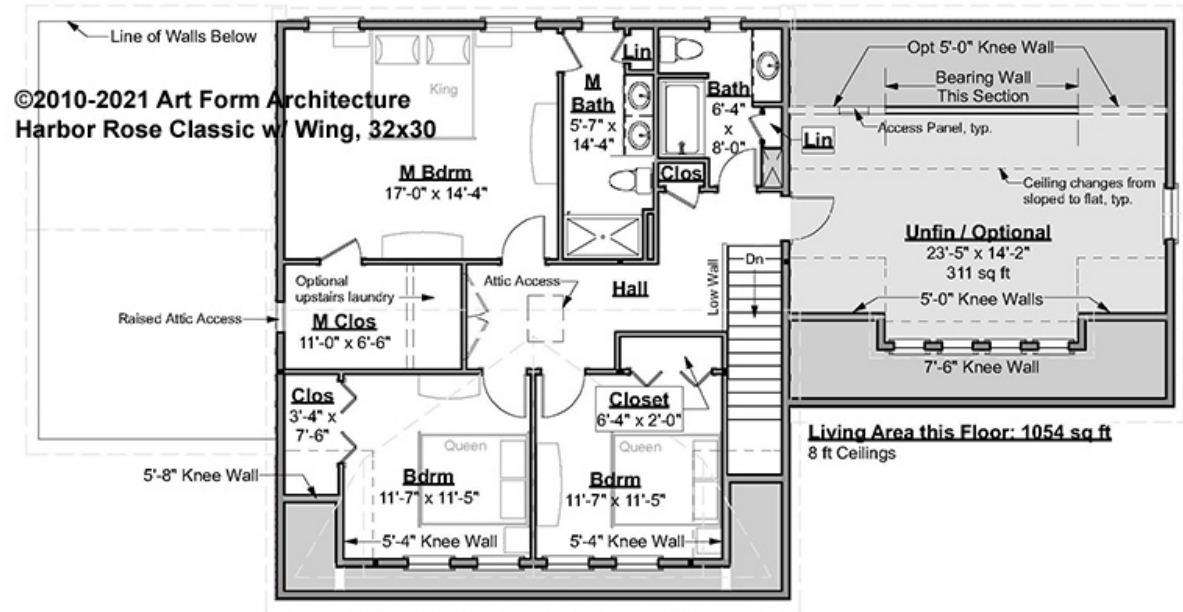 Line of Walls Below
©2010-2021 Art Form Architecture
Harbor Rose Classic w/ Wing, 32x30
King
M Bdrm
17'-0" x 14'-4"
M
Bath
5'-7" x
14'-4"
Lin
Bath
6'-4"
x
8'-0"
Lin
Clos
Opt 5'-0" Knee Wall
Bearing Wall
This Section
Access Panel, typ.
Ceiling changes from
sloped to flat, typ.
Unfin / Optional
23'-5" x 14'-2"
311 sq ft
5'-0" Knee Walls
7'-6" Knee Wall
Dn
Low Wall
Hall
Attic Access
Optional
upstairs laundry
M Clos
11'-0" x 6'-6"
Raised Attic Access
Clos
3'-4" x
7'-6"
5'-8" Knee Wall
Queen
Bdrm
11'-7" x 11'-5"
5'-4" Knee Wall
Closet
6'-4" x 2'-0"
Queen
Bdrm
11'-7" x 11'-5"
5'-4" Knee Wall
Living Area this Floor: 1054 sq ft
8 ft Ceilings